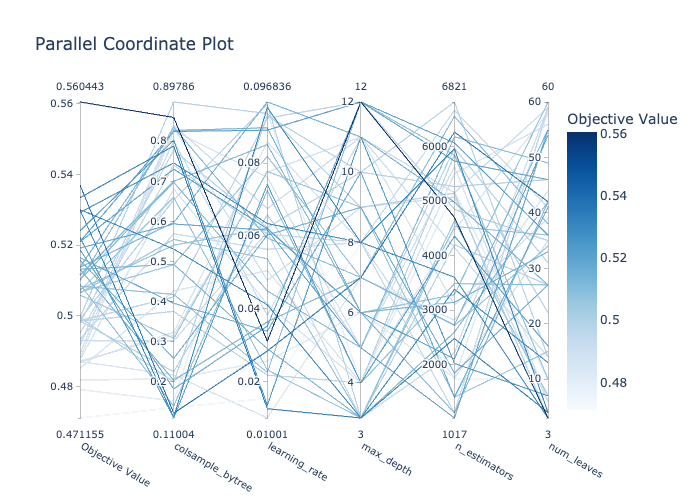 Parallel Coordinate Plot
0.560443 0.89786 0.096836 12 6821 60
Objective Value
0.56 12 60 0.56
0.8 6000
0.08 50
0.54 0.7 10 0.54
5000
0.6 40
0.52 0.06 8 0.52
0.5 4000 30
0.4
0.5 0.04 6 3000 20 0.5
0.3
0.48 0.2 0.02 4 2000 10 0.48
0.471155 0.11004 0.01001 3 1017 3
Objective Value
colsample_bytree
learning_rate
max_depth
n_estimators
num_leaves